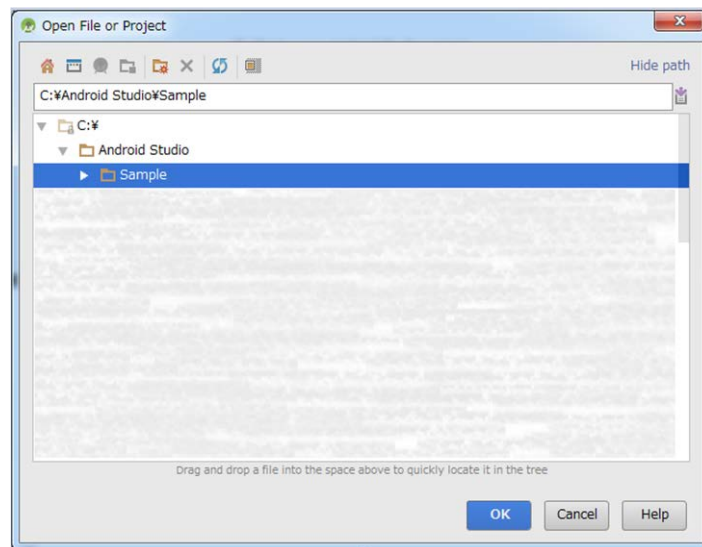 Open File or Project
Hide path
C:¥Android Studio¥Sample
C:¥
Android Studio
Sample
Drag and drop a file into the space above to quickly locate it in the tree
OK Cancel Help